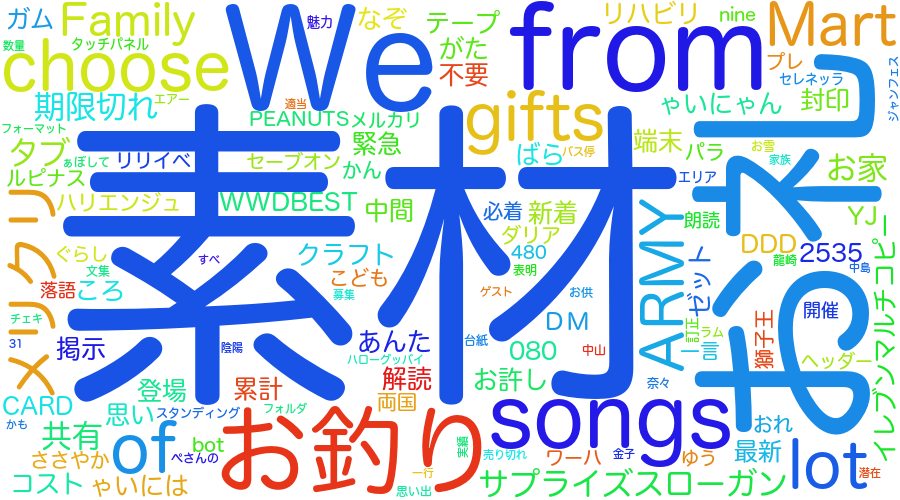 ガム
Family
We
魅力
なぞ
テープ
リハビリ
nine
Mart
数量
タッチパネル
がた
不要
from
プレ
セレネッラ
ジャンフェス
choose
期限切れ
エアー
適当
PEANUTS
メルカリ
gifts
ゃいにゃん
封印
フォーマット
タブ
ぁぼして
リリイベ
セーブオン
緊急
ばら
端末
お雪
バス停
パラ
家族
お家
ルピナス
かん
エリア
ハリエンジュ
WWDBEST
中間
必着
新着
ARMY
朗読
YJ
ぐらし
素材
ダリア
DDD
2535
文集
すべ
クラフト
480
表明
ゼット
龍崎
中島
落語
ころ
こども
募集
ゲスト
お供
メリクリ
チェキ
31
掲示
陰陽
あんた
台紙
DM
訂正
ラム
一言
獅子王
開催
ハローグッバイ
080
中山
ヘッダー
イレブンマルチコピー
登場
累計
解読
お許し
奈々
CARD
かも
思い
スタンディング
フォルダ
両国
songs
おれ
共有
of
bot
ぺさんの
お釣り
実績
売り切れ
金子
最新
lot
ささやか
ワーハ
ゆう
潜在
コスト
ゃいには
一行
思い出
サプライズスローガン